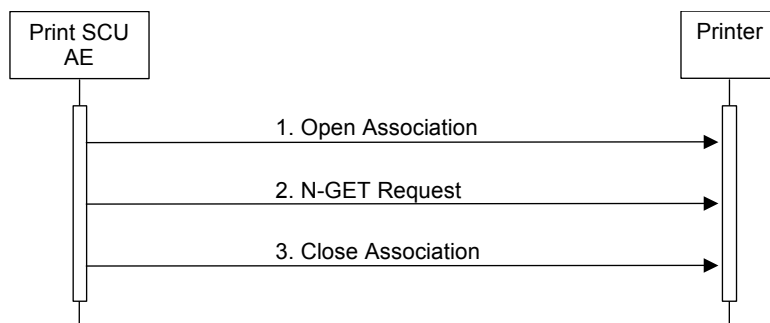 Print SCU
AE
Printer
1. Open Association
2. N-GET Request
3. Close Association